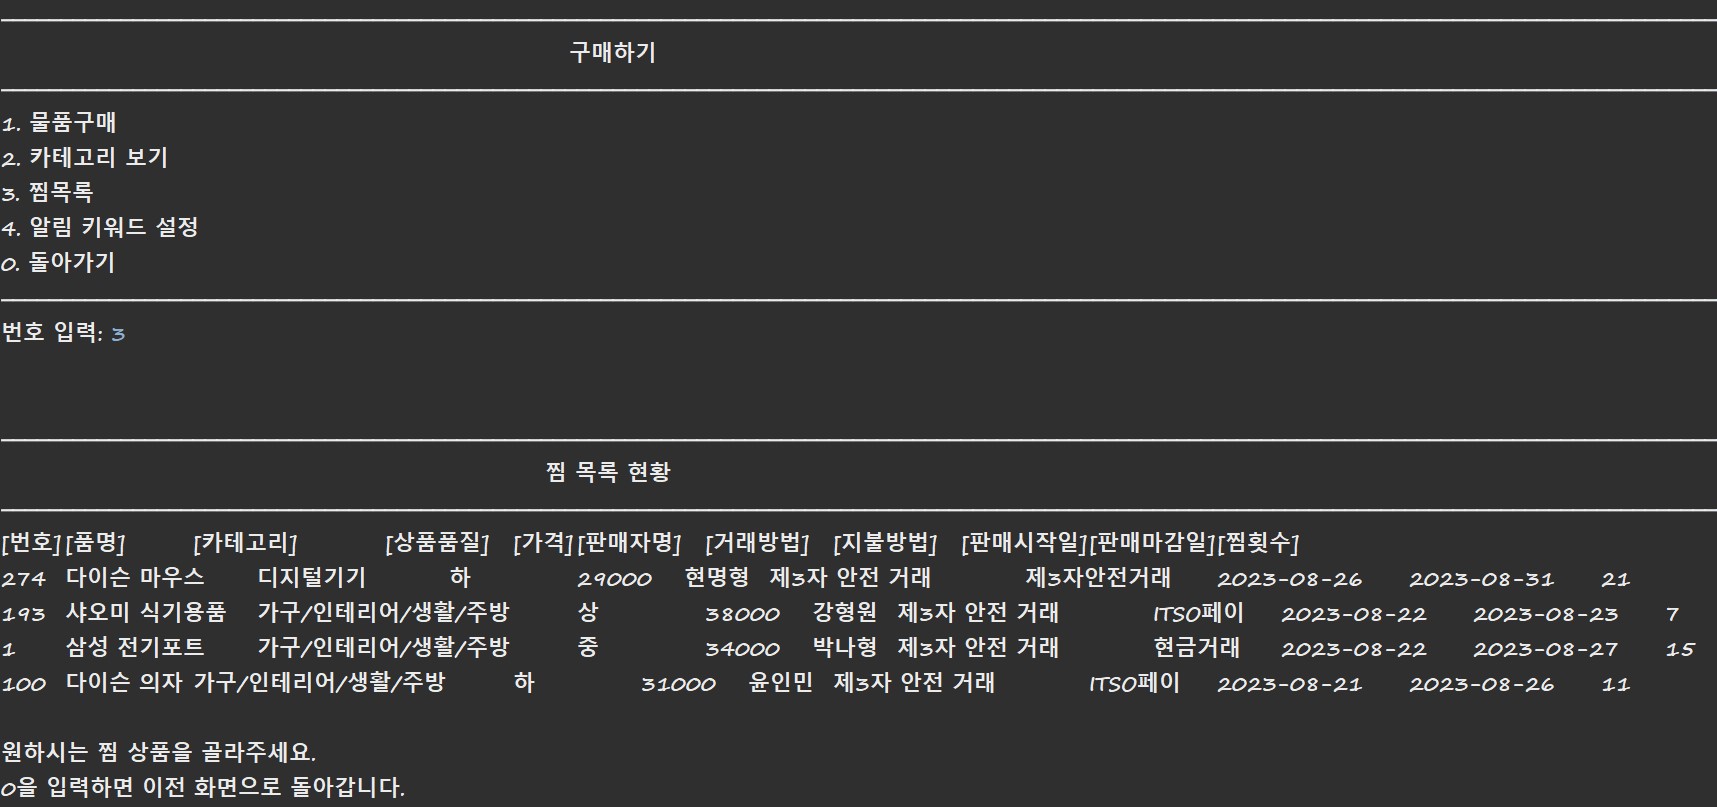 구매하기
1. 물품구매
2. 카테고리 보기
3. 찜목록
4. 알림 키워드 설정
0. 돌아가기
번호 입력: 3
찜 목록 현황
[번호] [품명] [카테고리] [상품품질] [가격] [판매자명] [거래방법] [지불방법] [판매시작일] [판매마감일] [찜횟수]
274 다이슨 마우스 디지털기기 하 29000 현명형 제3자 안전 거래 제3자안전거래 2023-08-26 2023-08-31 21
193 샤오미 식기용품 가구/인테리어/생활/주방 상 38000 강형원 제3자 안전 거래 ITSO페이 2023-08-22 2023-08-23 7
1 삼성 전기포트 가구/인테리어/생활/주방 중 34000 박나형 제3자 안전 거래 현금거래 2023-08-22 2023-08-27 15
100 다이슨 의자 가구/인테리어/생활/주방 하 31000 윤인민 제3자 안전 거래 ITSO페이 2023-08-21 2023-08-26 11
원하시는 찜 상품을 골라주세요.
0을 입력하면 이전 화면으로 돌아갑니다.